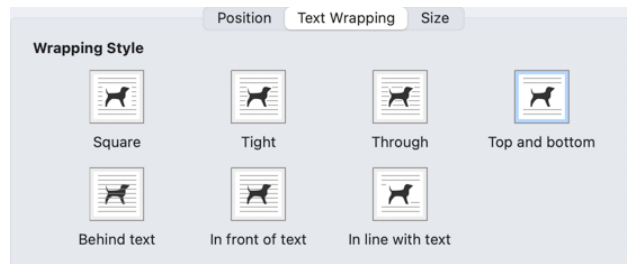 Position Text Wrapping Size
Wrapping Style
Square Tight Through Top and bottom
Behind text In front of text In line with text